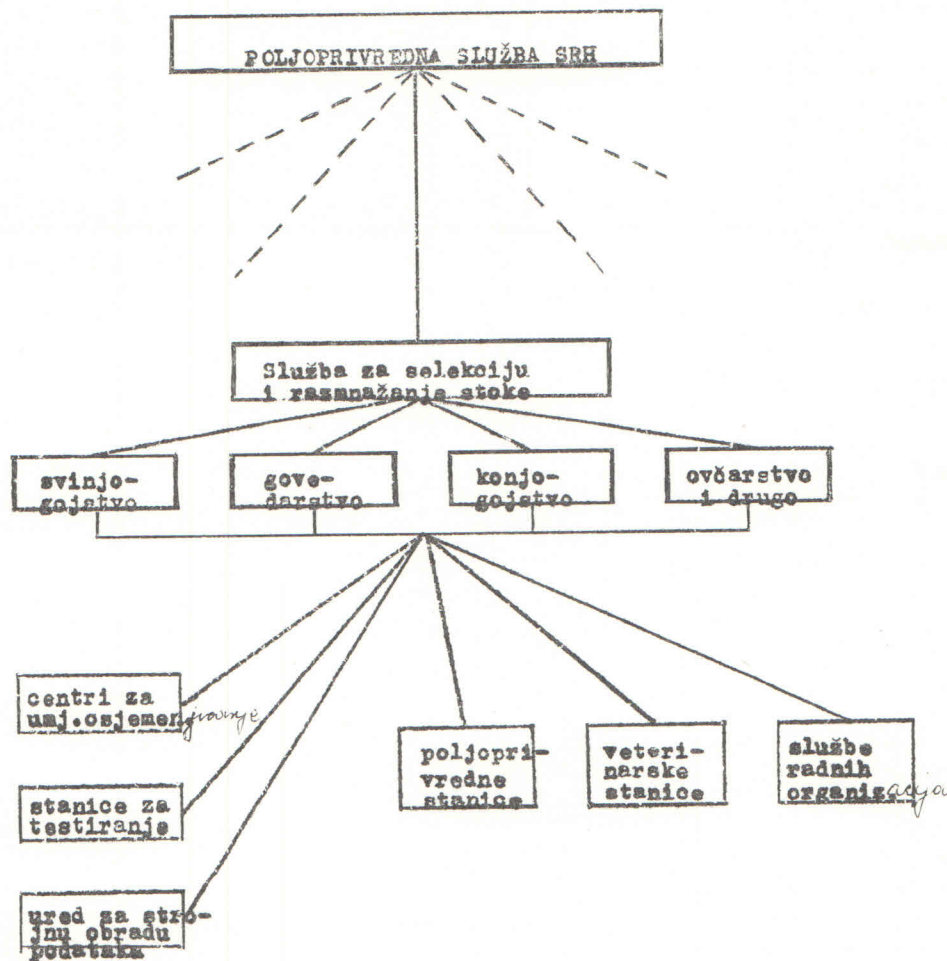 POLJOPRIVREDNA SLUŽBA SRH
Služba za selekciju
i razmnažanje stoke
svinjo-
gojstvo
gove-
darstvo
konjo-
gojstvo
ovčarstvo
i drugo
centri za
umj.osjemenjivanje
stanice za
testiranje
ured za stro-
jnu obradu
podataka
poljopri-
vredne
stanice
veteri-
narske
stanice
službe
radnih
organizacija